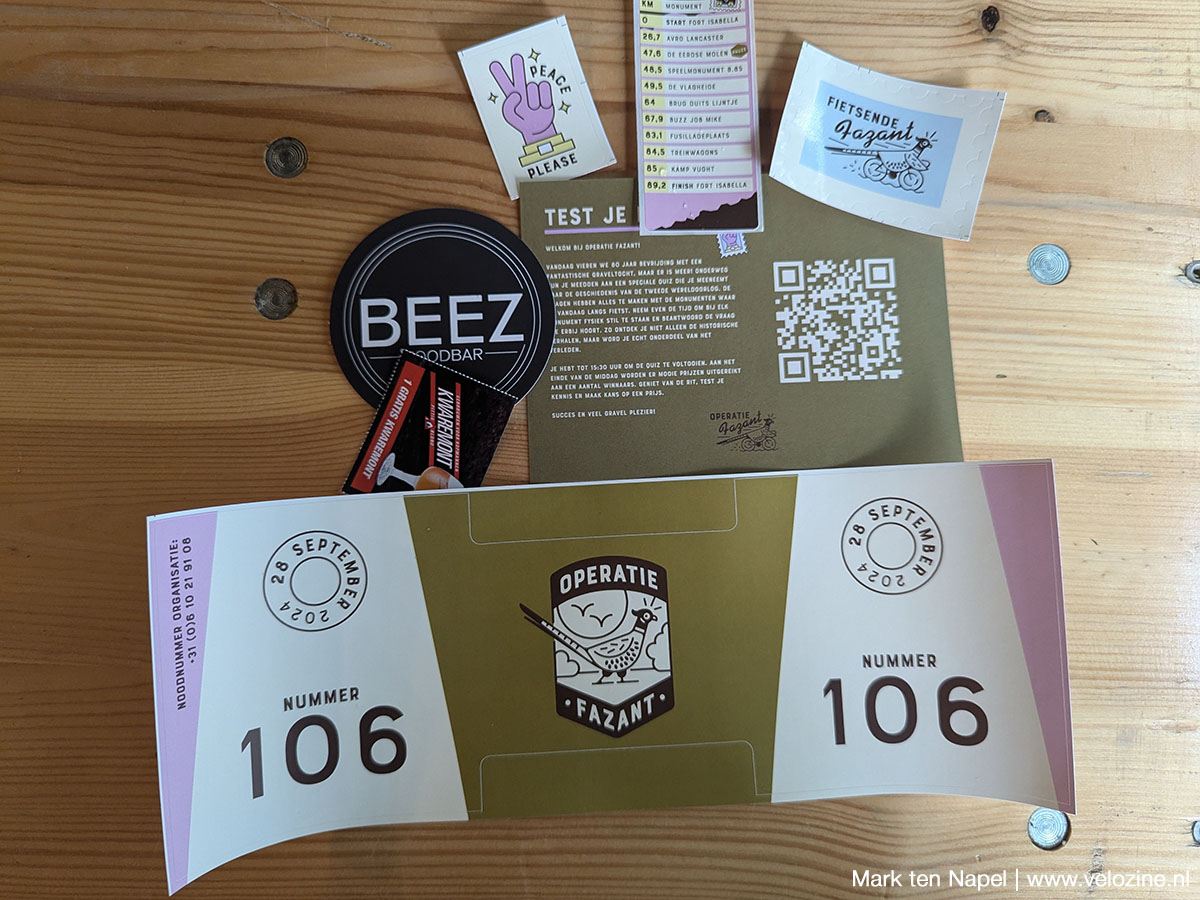 PEACE
PLEASE
KM MONUMENT
0 START FORT ISABELLA
26,7 AVRO LANCASTER
47,6 DE EERDSE MOLEN
48,5 SPEELMONUMENT 8.85
49,5 DE VLAGHEIDE
64 BRUG DUITS LIJNTJE
67,9 BUZZ JOB MIKE
83,1 FUSILLADEPLAATS
84,5 TREINWAGONS
85 KAMP VUGHT
89,2 FINISH FORT ISABELLA
FIETSENDE
Fazant
TEST JE
WELKOM BIJ OPERATIE FAZANT!
VANDAAG VIEREN WE 80 JAAR BEVRIJDING MET EEN
FANTASTISCHE GRAVELTOCHT, MAAR ER IS MEER! ONDERWEG
KUN JE MEEDOEN AAN EEN SPECIALE QUIZ DIE JE MEENEEMT
NAAR DE GESCHIEDENIS VAN DE TWEEDE WERELDOORLOG. DE
VRAGEN HEBBEN ALLES TE MAKEN MET DE MONUMENTEN WAAR
JE VANDAAG LANGS FIETST. NEEM EVEN DE TIJD OM BIJ ELK
MONUMENT FYSIEK STIL TE STAAN EN BEANTWOORD DE VRAAG
DIE ERBIJ HOORT. ZO ONTDEK JE NIET ALLEEN DE HISTORISCHE
VERHALEN, MAAR WORD JE ECHT ONDERDEEL VAN HET
VERLEDEN.
JE HEBT TOT 15:30 UUR OM DE QUIZ TE VOLTOOIEN. AAN HET
EINDE VAN DE MIDDAG WORDEN ER MOOIE PRIJZEN UITGEREIKT
AAN EEN AANTAL WINNAARS. GENIET VAN DE RIT, TEST JE
KENNIS EN MAAK KANS OP EEN PRIJS.
SUCCES EN VEEL GRAVEL PLEZIER!
OPERATIE
Fazant
BEEZ
FOODBAR
KWAREMONT
1 GRATIS KWAREMONT
NOODNUMMER ORGANISATIE:
+31 (0)6 10 21 91 08
28 SEPTEMBER
2024
NUMMER
106
OPERATIE
• FAZANT •
28 SEPTEMBER
2024
NUMMER
106
Mark ten Napel | www.velozine.nl